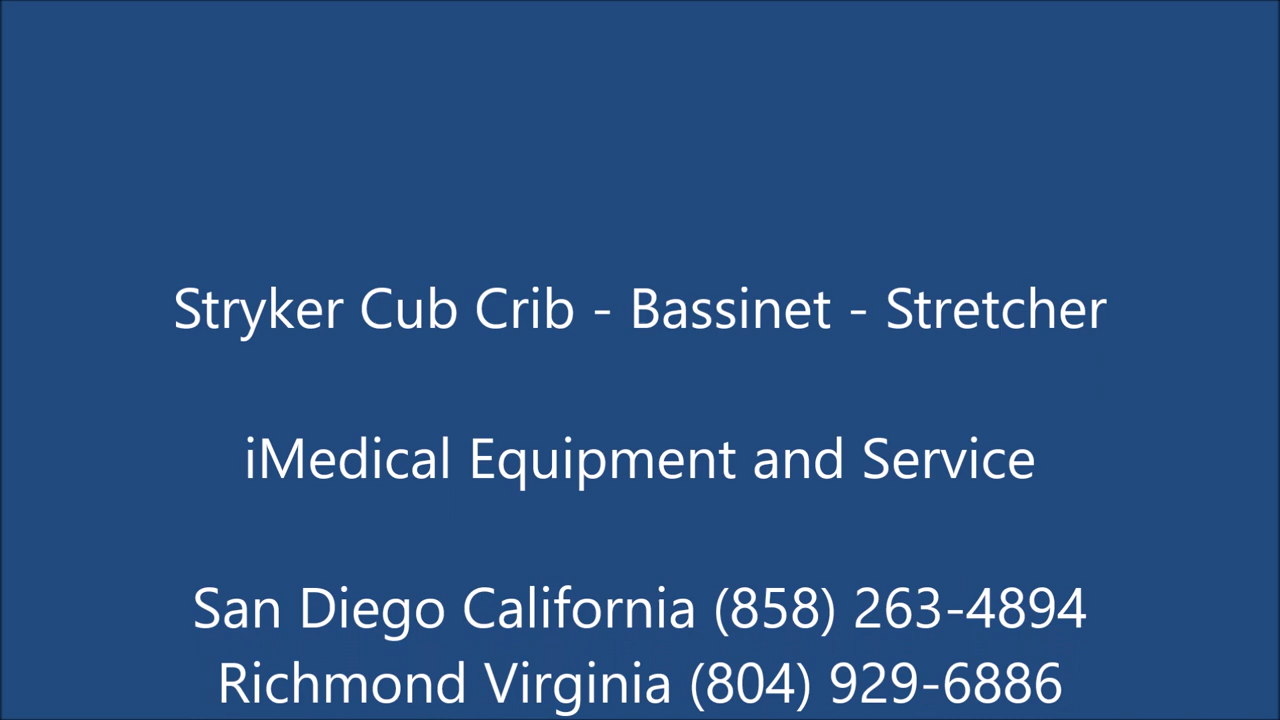 Stryker Cub Crib - Bassinet - Stretcher
iMedical Equipment and Service
San Diego California (858) 263-4894
Richmond Virginia (804) 929-6886